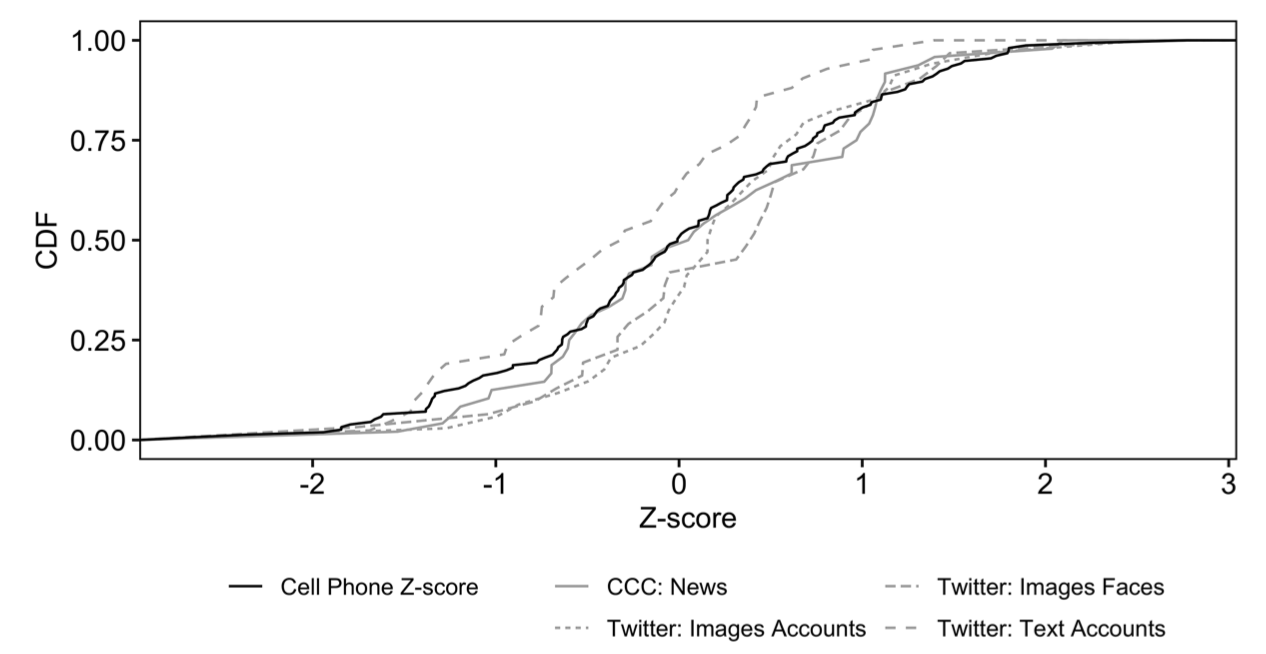 1.00
0.75
0.50
0.25
0.00
CDF
-2 -1 0 1 2 3
Z-score
Cell Phone Z-score CCC: News Twitter: Images Faces
Twitter: Images Accounts Twitter: Text Accounts